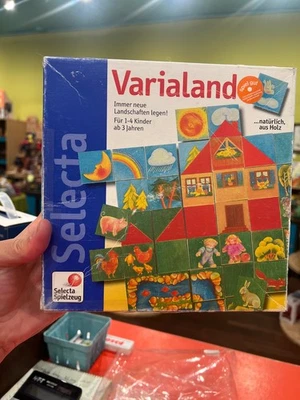 Varialand
Immer neue
Landschaften legen!
Für 1-4 Kinder
ab 3 Jahren
...natürlich,
aus Holz
Selecta
Selecta
Spielzeug